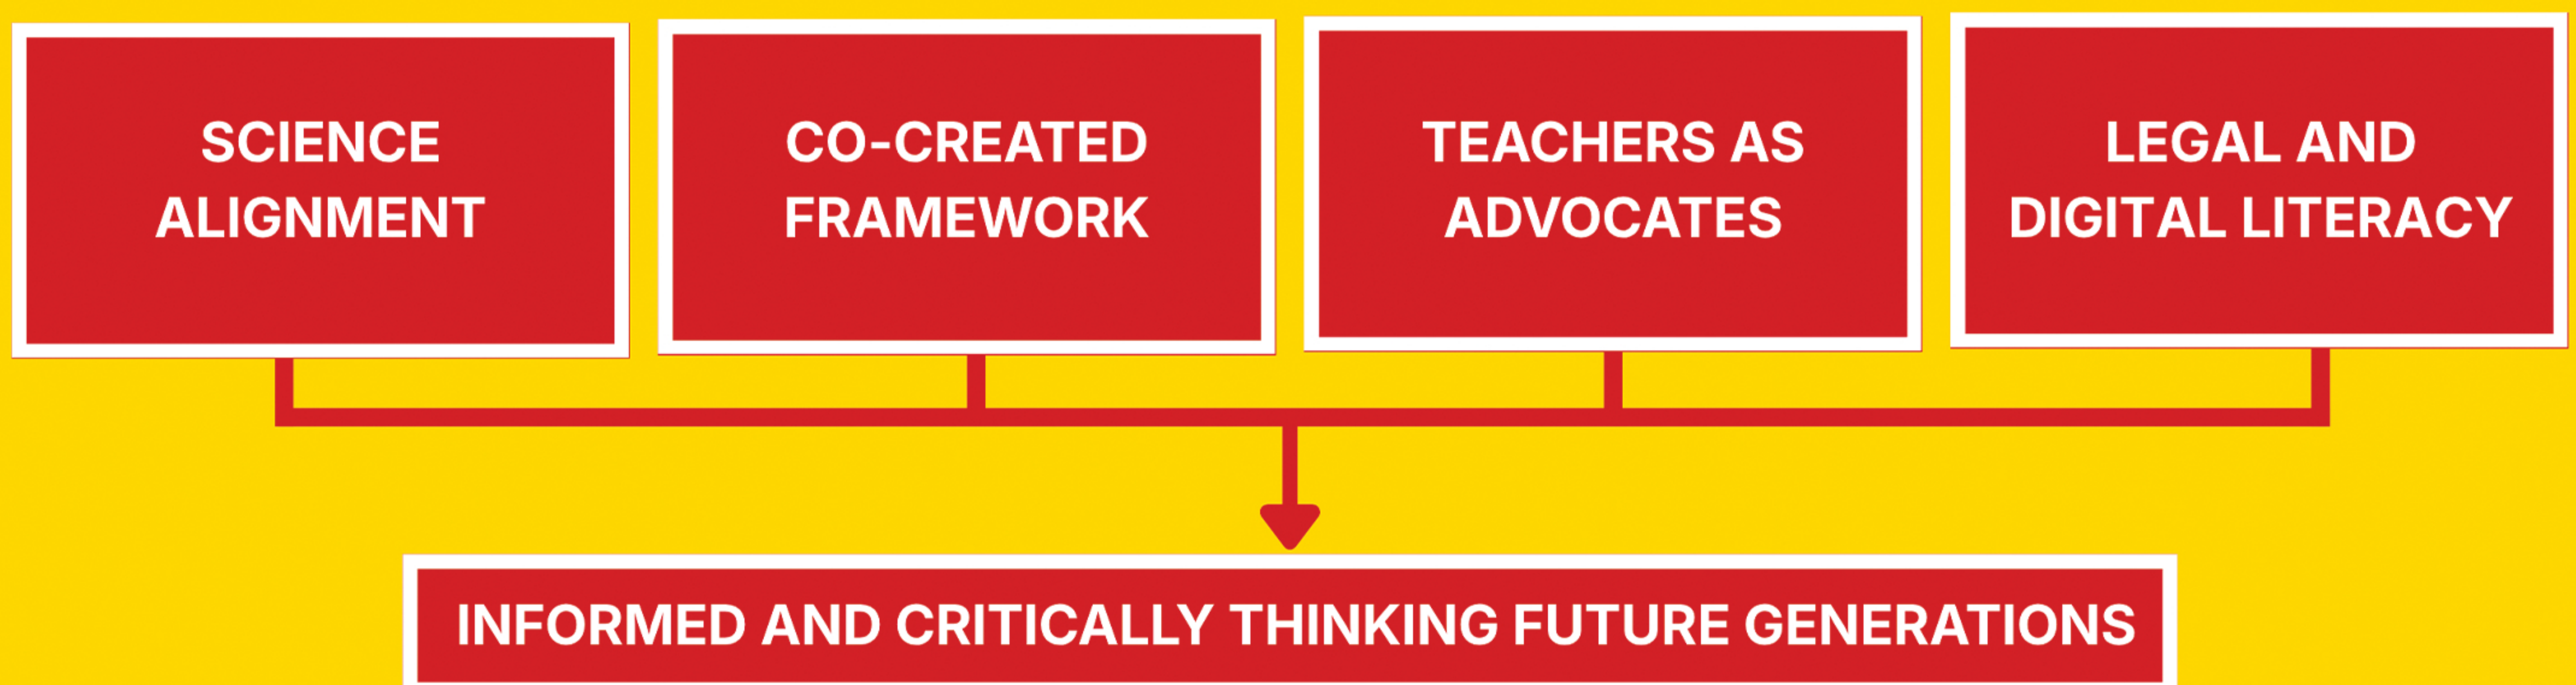 SCIENCE
ALIGNMENT
CO-CREATED
FRAMEWORK
TEACHERS AS
ADVOCATES
LEGAL AND
DIGITAL LITERACY
INFORMED AND CRITICALLY THINKING FUTURE GENERATIONS